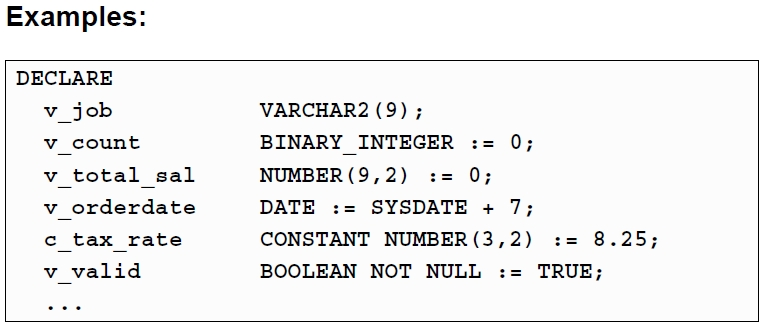 Examples:
DECLARE
v_job VARCHAR2(9);
v_count BINARY_INTEGER := 0;
v_total_sal NUMBER(9,2) := 0;
v_orderdate DATE := SYSDATE + 7;
c_tax_rate CONSTANT NUMBER(3,2) := 8.25;
v_valid BOOLEAN NOT NULL := TRUE;
...